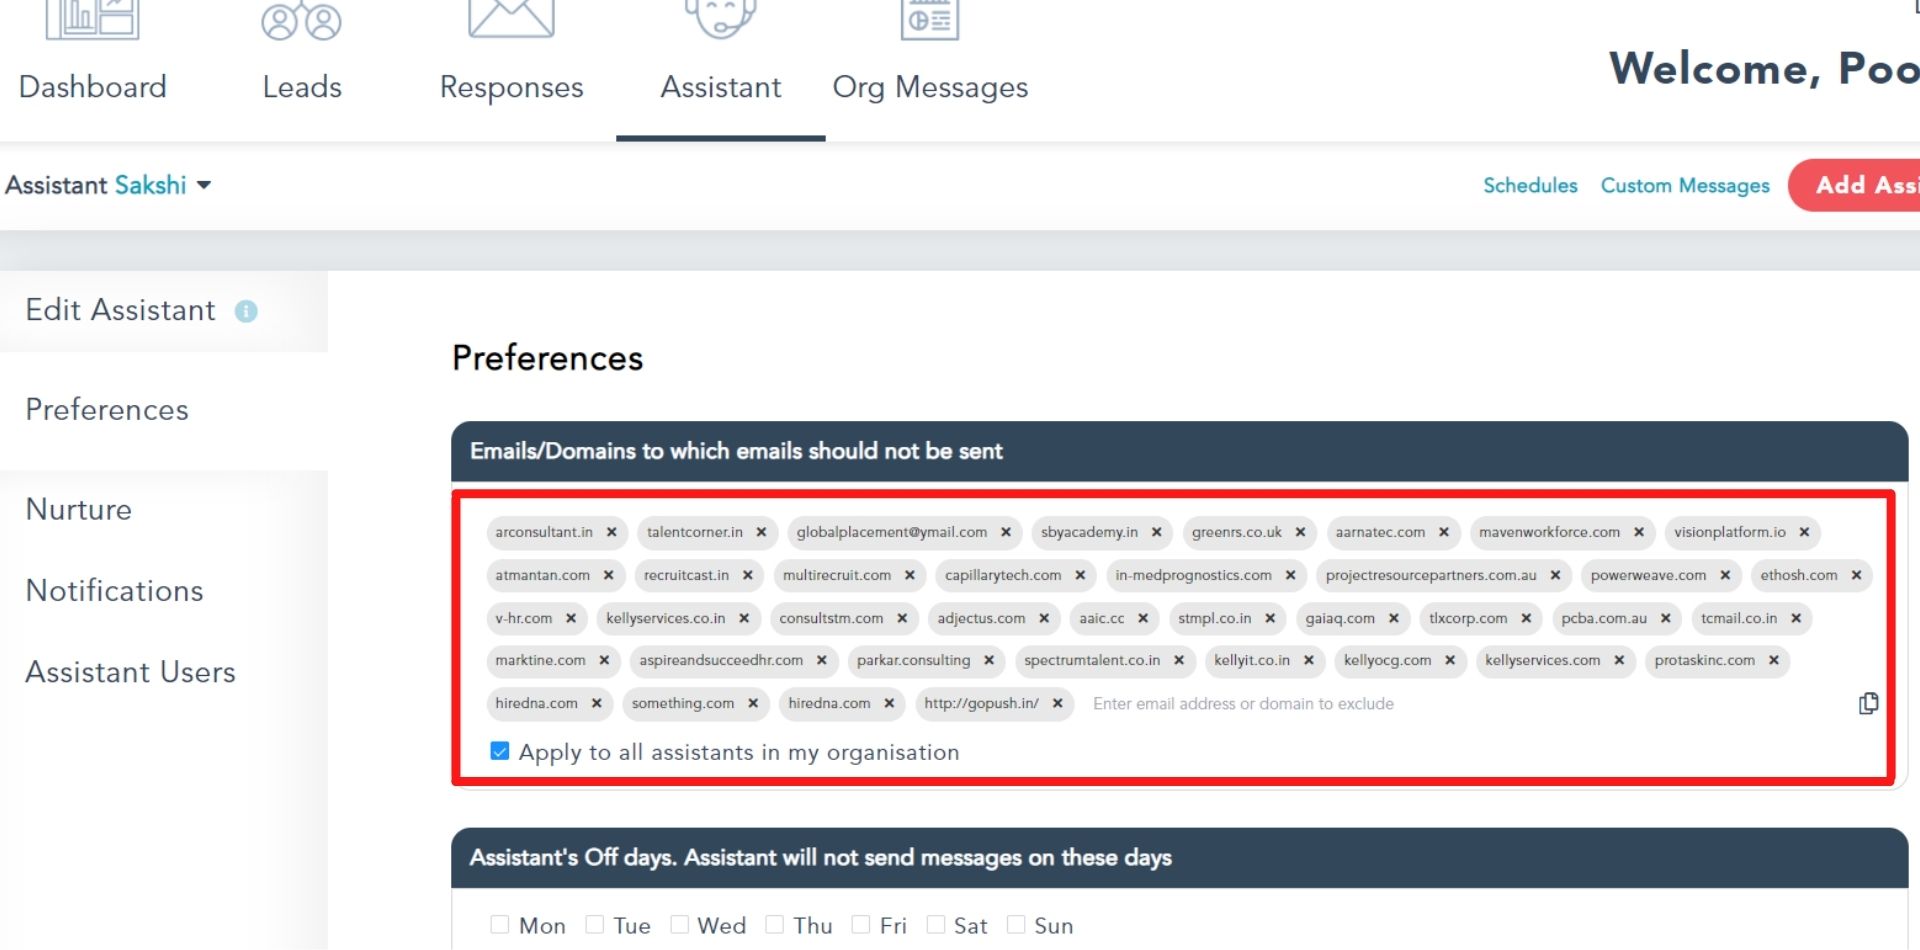 Dashboard Leads Responses Assistant Org Messages
Welcome, Poo
Assistant Sakshi
Schedules Custom Messages Add Assi
Edit Assistant
Preferences
Nurture
Notifications
Assistant Users
Preferences
Emails/Domains to which emails should not be sent
arconsultant.in × talentcorner.in × globalplacement@ymail.com × sbyacademy.in × greenrs.co.uk × aarnatec.com × mavenworkforce.com × visionplatform.io ×
atmantan.com × recruitcast.in × multirecruit.com × capillarytech.com × in-medprognostics.com × projectresourcepartners.com.au × powerweave.com × ethosh.com ×
v-hr.com × kellyservices.co.in × consultstm.com × adjectus.com × aaic.cc × stmpl.co.in × gaiaq.com × tlxcorp.com × pcba.com.au × tcmail.co.in ×
marktine.com × aspireandsucceedhr.com × parkar.consulting × spectrumtalent.co.in × kellyit.co.in × kellyocg.com × kellyservices.com × protaskinc.com ×
hiredna.com × something.com × hiredna.com × http://gopush.in/ × Enter email address or domain to exclude
Apply to all assistants in my organisation
Assistant's Off days. Assistant will not send messages on these days
Mon Tue Wed Thu Fri Sat Sun